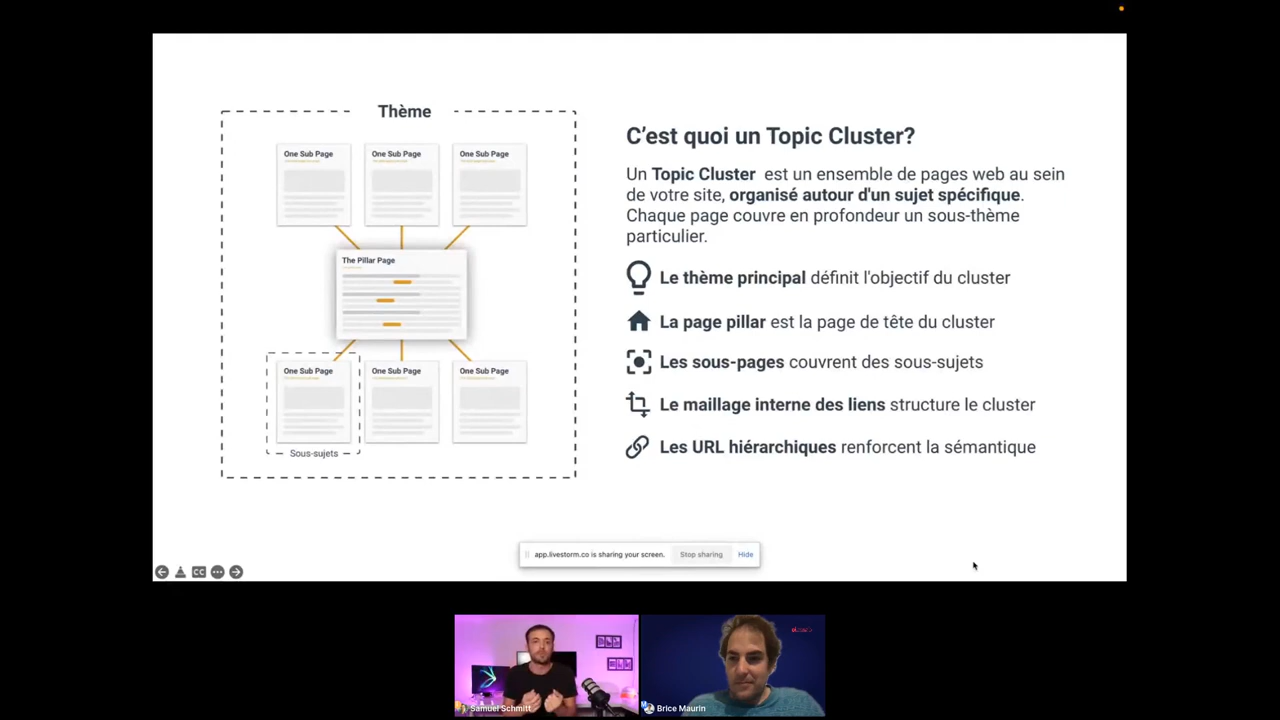 Thème
One Sub Page
One Sub Page
One Sub Page
The Pillar Page
One Sub Page
One Sub Page
One Sub Page
Sous-sujets
C'est quoi un Topic Cluster?
Un Topic Cluster est un ensemble de pages web au sein
de votre site, organisé autour d'un sujet spécifique.
Chaque page couvre en profondeur un sous-thème
particulier.
Le thème principal définit l'objectif du cluster
La page pillar est la page de tête du cluster
Les sous-pages couvrent des sous-sujets
Le maillage interne des liens structure le cluster
Les URL hiérarchiques renforcent la sémantique
app.livestorm.co is sharing your screen.
Stop sharing
Hide
CC
Samuel Schmitt
Brice Maurin